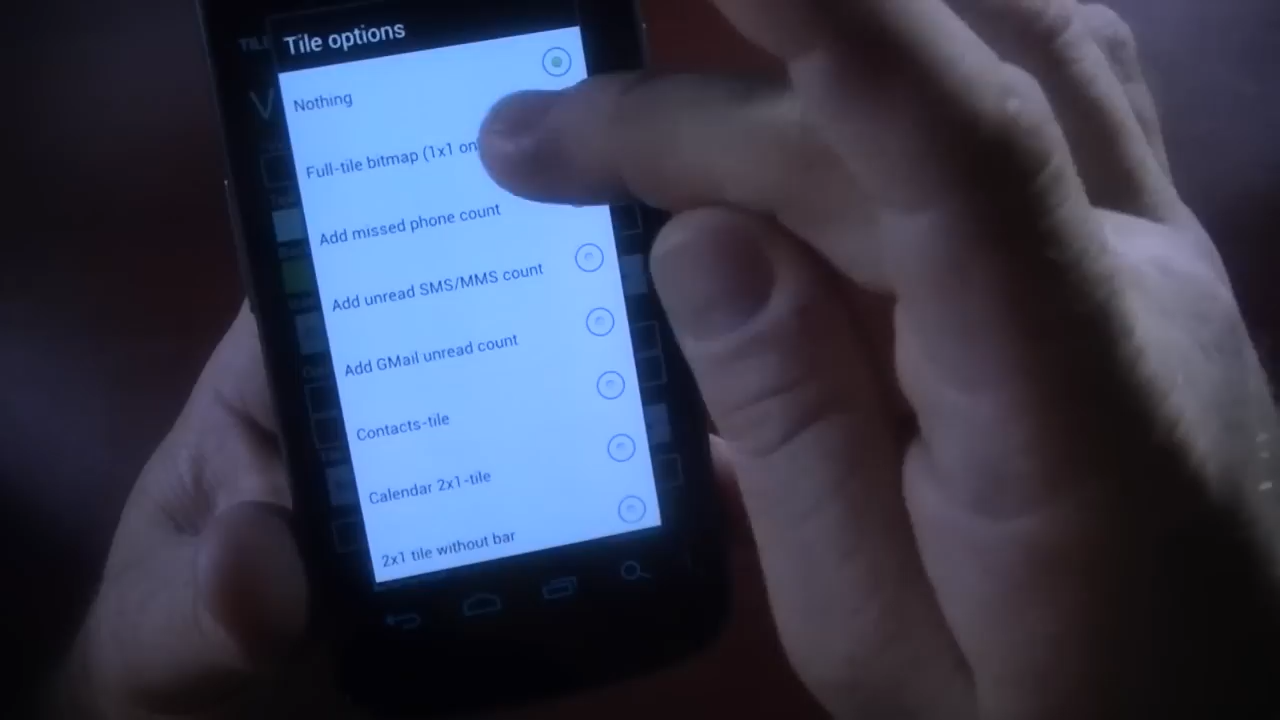 Tile options
Nothing
Full-tile bitmap (1x1
Add missed phone count
Add unread SMS/MMS count
Add GMail unread count
Contacts-tile
Calendar 2x1-tile
2x1 tile without bar